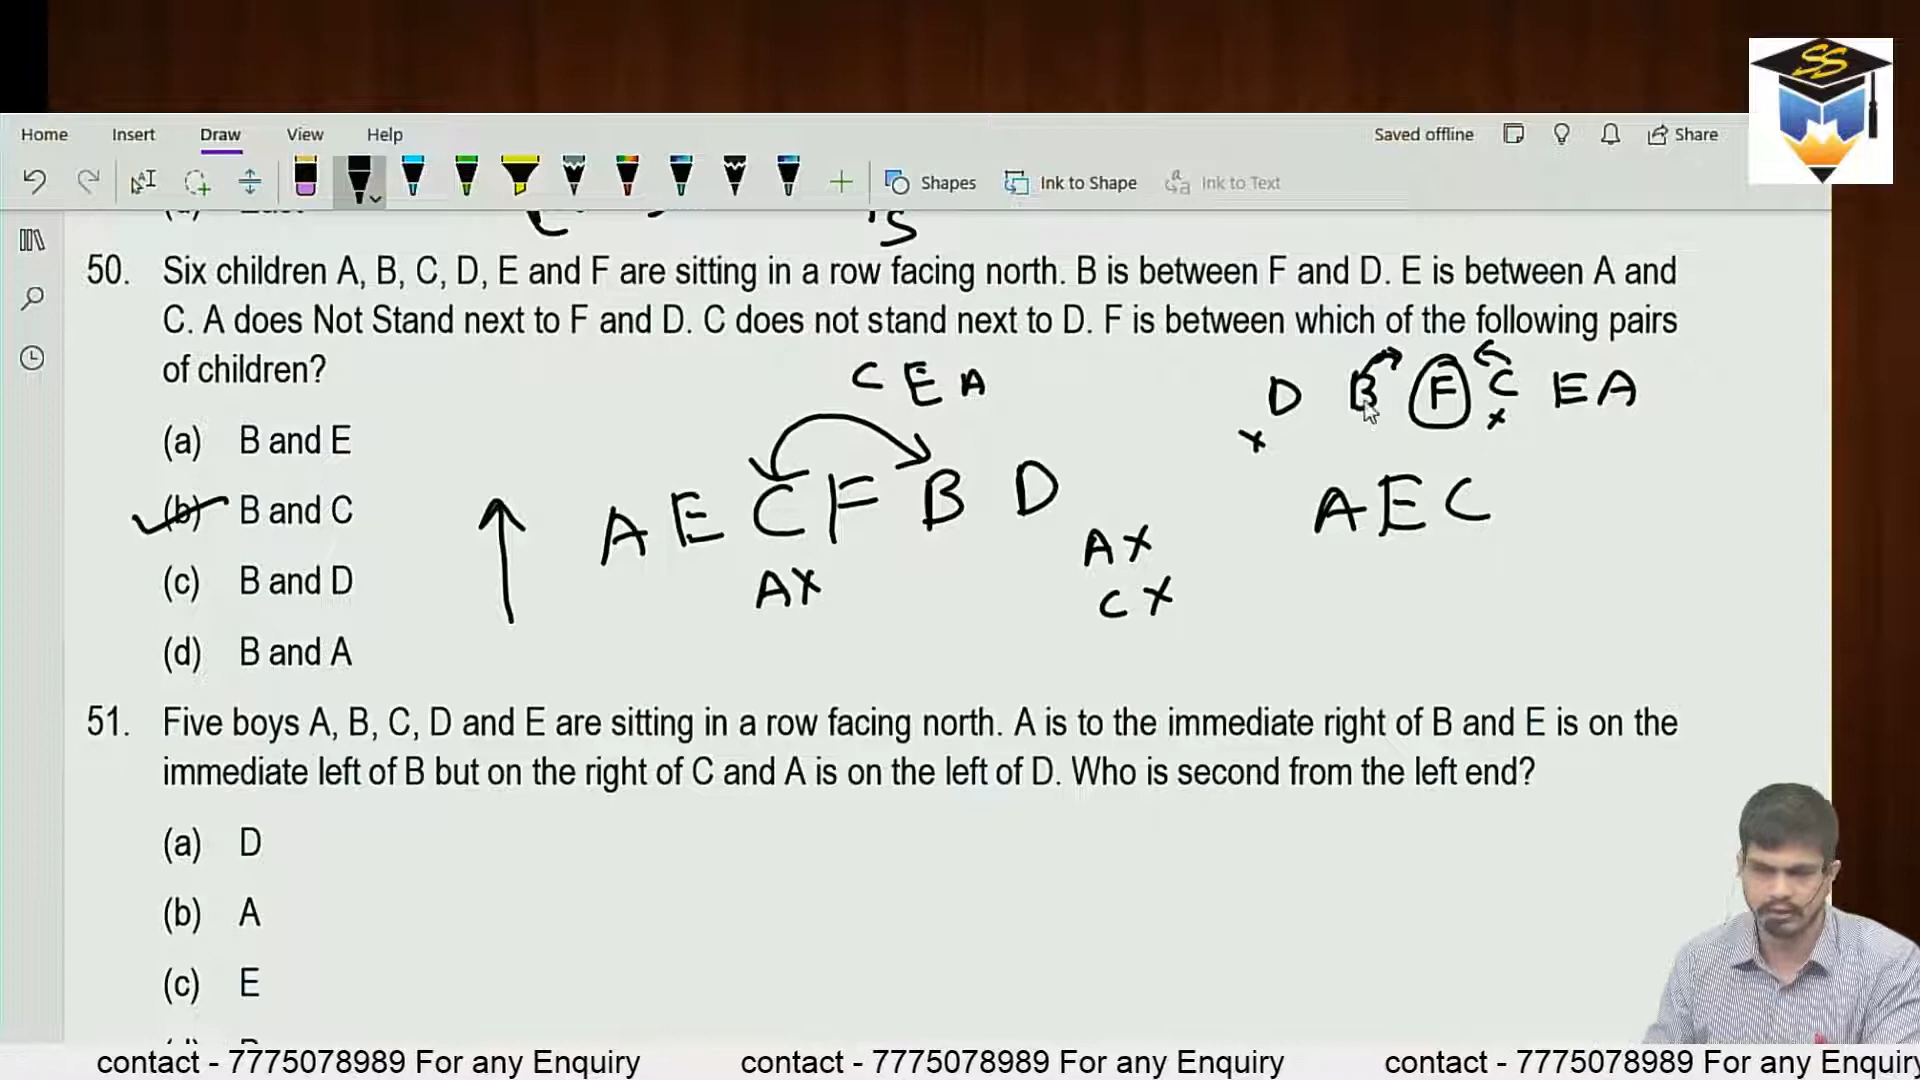 SS
Home Insert Draw View Help Saved offline Share
Shapes Ink to Shape Ink to Text
50. Six children A, B, C, D, E and F are sitting in a row facing north. B is between F and D. E is between A and
C. A does Not Stand next to F and D. C does not stand next to D. F is between which of the following pairs
of children?
C E A
D B F C E A
x x
(a) B and E
A E C F B D
A E C
(b) B and C
A X
A X
C X
(c) B and D
(d) B and A
51. Five boys A, B, C, D and E are sitting in a row facing north. A is to the immediate right of B and E is on the
immediate left of B but on the right of C and A is on the left of D. Who is second from the left end?
(a) D
(b) A
(c) E
contact - 7775078989 For any Enquiry contact - 7775078989 For any Enquiry contact - 7775078989 For any Enquiry